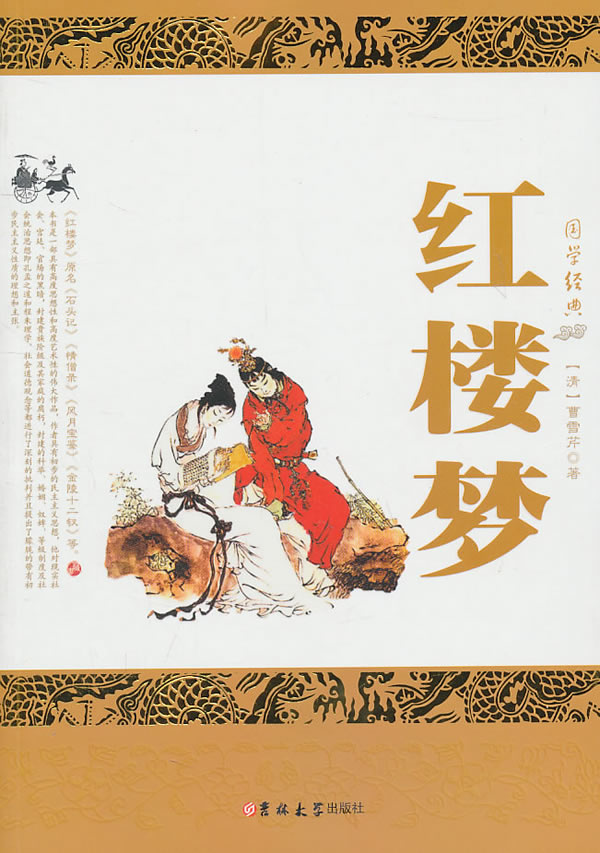 国学经典
红楼梦
【清】曹雪芹◎著
《红楼梦》原名《石头记》《情僧录》《风月宝鉴》《金陵十二钗》等。
本书是一部具有高度思想性和高度艺术性的伟大作品，作者具有初步的民主主义思想，他对现实社
会、宫廷、官场的黑暗，封建贵族阶级及其家庭的腐朽，封建的科举、婚姻、奴婢、等级制度及社
会统治思想即孔孟之道和程朱理学、社会道德观念等都进行了深刻的批判并且提出了朦胧的带有初
步民主主义性质的理想和主张。
吉林大学出版社